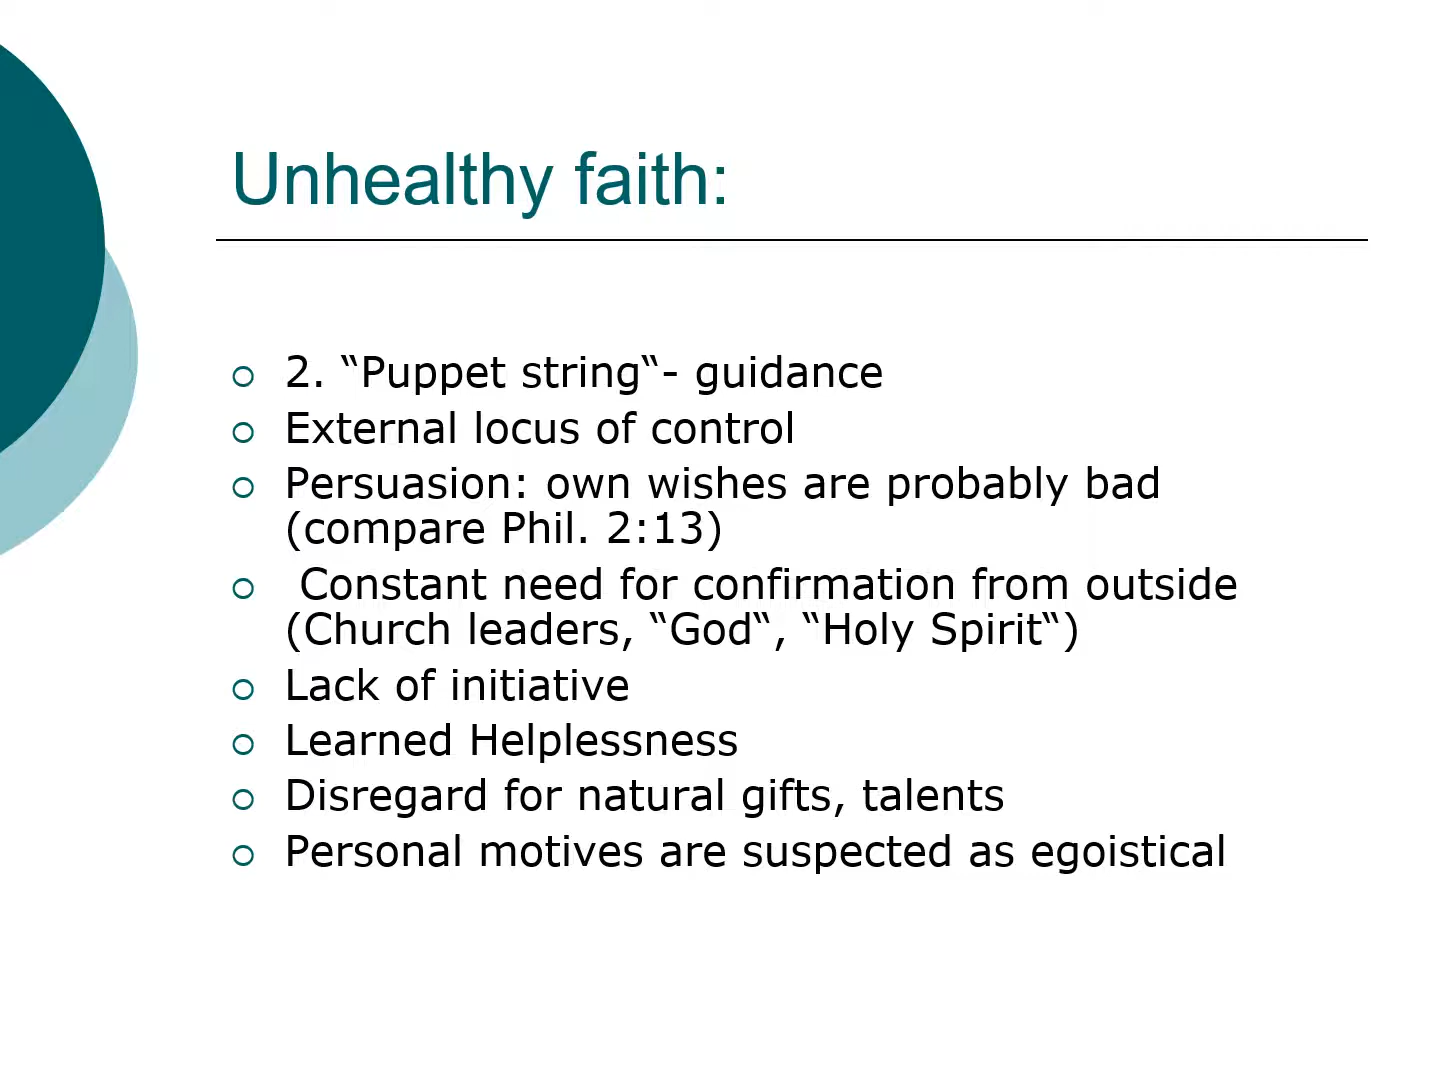 Unhealthy faith:
2. “Puppet string“- guidance
External locus of control
Persuasion: own wishes are probably bad
(compare Phil. 2:13)
Constant need for confirmation from outside
(Church leaders, “God“, “Holy Spirit“)
Lack of initiative
Learned Helplessness
Disregard for natural gifts, talents
Personal motives are suspected as egoistical